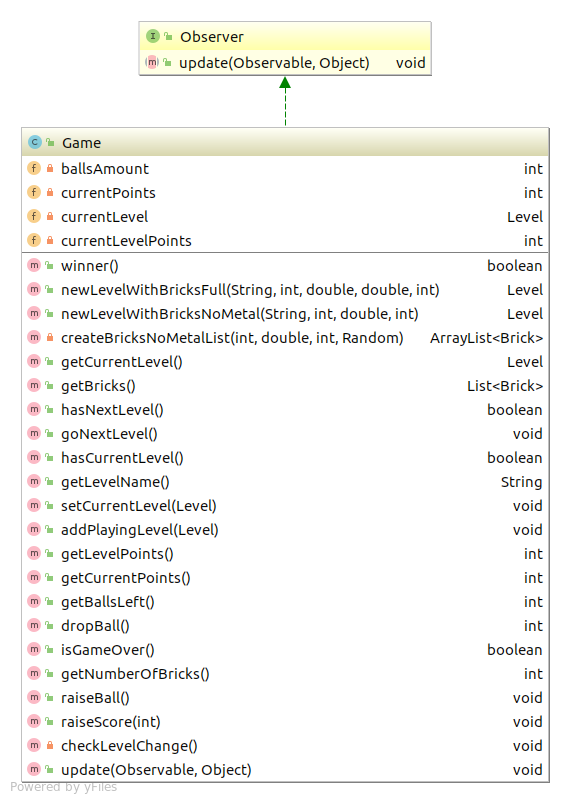 I Observer
m update(Observable, Object) void
C Game
f ballsAmount int
f currentPoints int
f currentLevel Level
f currentLevelPoints int
m winner() boolean
m newLevelWithBricksFull(String, int, double, double, int) Level
m newLevelWithBricksNoMetal(String, int, double, int) Level
m createBricksNoMetalList(int, double, int, Random) ArrayList<Brick>
m getCurrentLevel() Level
m getBricks() List<Brick>
m hasNextLevel() boolean
m goNextLevel() void
m hasCurrentLevel() boolean
m getLevelName() String
m setCurrentLevel(Level) void
m addPlayingLevel(Level) void
m getLevelPoints() int
m getCurrentPoints() int
m getBallsLeft() int
m dropBall() int
m isGameOver() boolean
m getNumberOfBricks() int
m raiseBall() void
m raiseScore(int) void
m checkLevelChange() void
m update(Observable, Object) void
Powered by yFiles